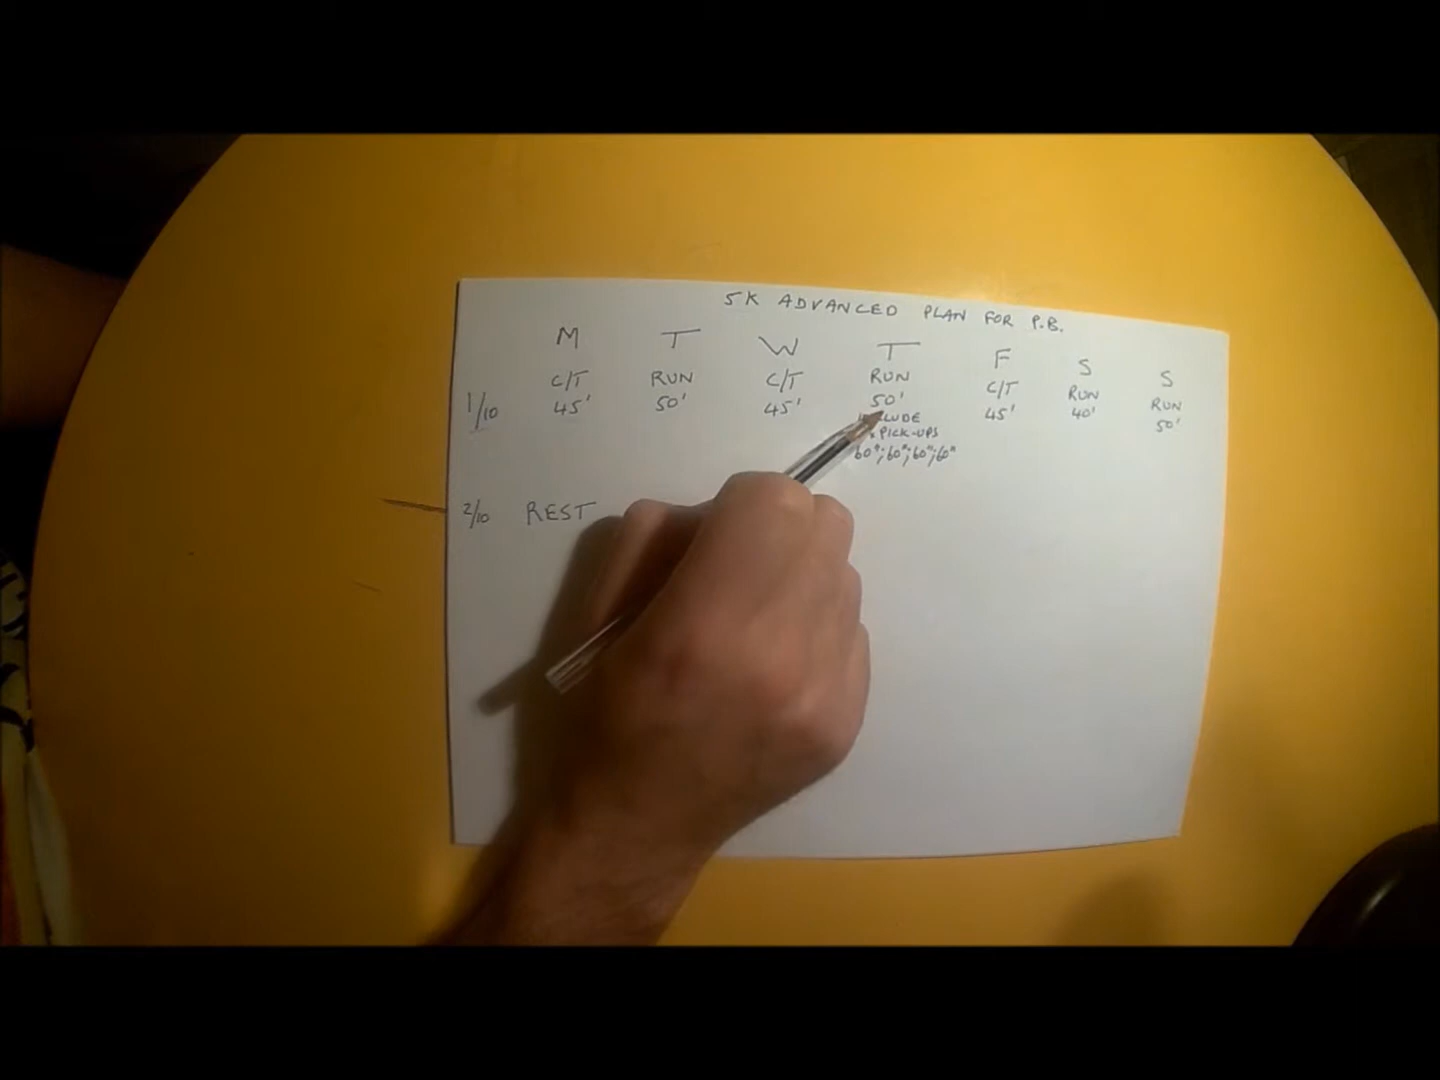 5K ADVANCED PLAN FOR P.B.
M T W T F S S
C/T RUN C/T RUN C/T RUN RUN
1/10 45' 50' 45' 50' 45' 40' 50'
PICK-UPS
60"; 60"; 60"; 60"
2/10 REST